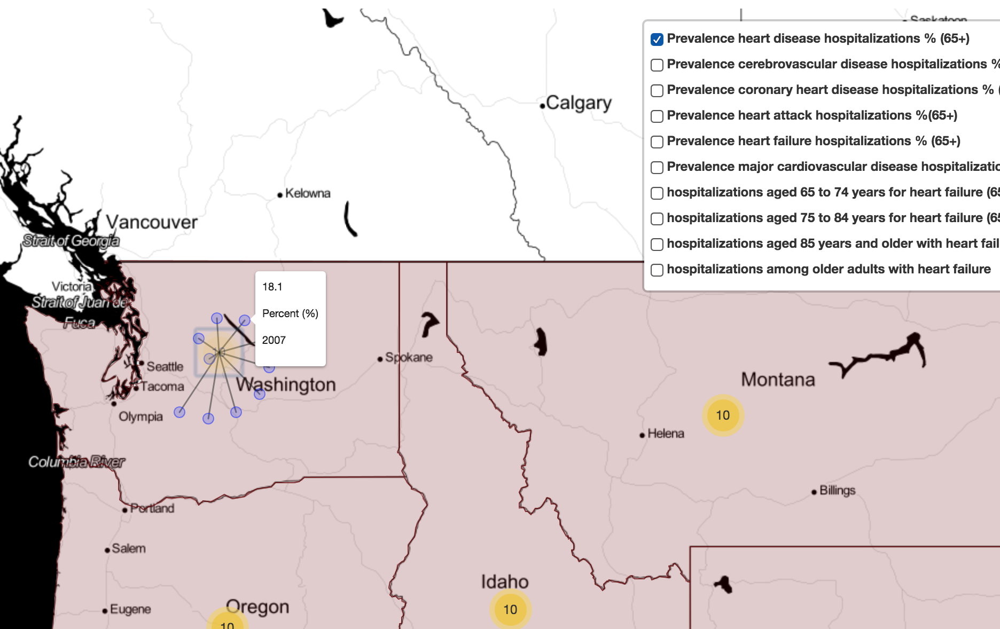 Saskatoon
Prevalence heart disease hospitalizations % (65+)
Prevalence cerebrovascular disease hospitalizations %
Prevalence coronary heart disease hospitalizations % (
Prevalence heart attack hospitalizations %(65+)
Prevalence heart failure hospitalizations % (65+)
Prevalence major cardiovascular disease hospitalizatio
hospitalizations aged 65 to 74 years for heart failure (65
hospitalizations aged 75 to 84 years for heart failure (65
hospitalizations aged 85 years and older with heart fail
hospitalizations among older adults with heart failure
Calgary
Kelowna
Vancouver
Strait of Georgia
Victoria
Strait of Juan de
Fuca
18.1
Percent (%)
2007
Spokane
Seattle
Tacoma
Washington
Olympia
Montana
10
Helena
Columbia River
Billings
Portland
Salem
Idaho
10
Eugene
Oregon
10